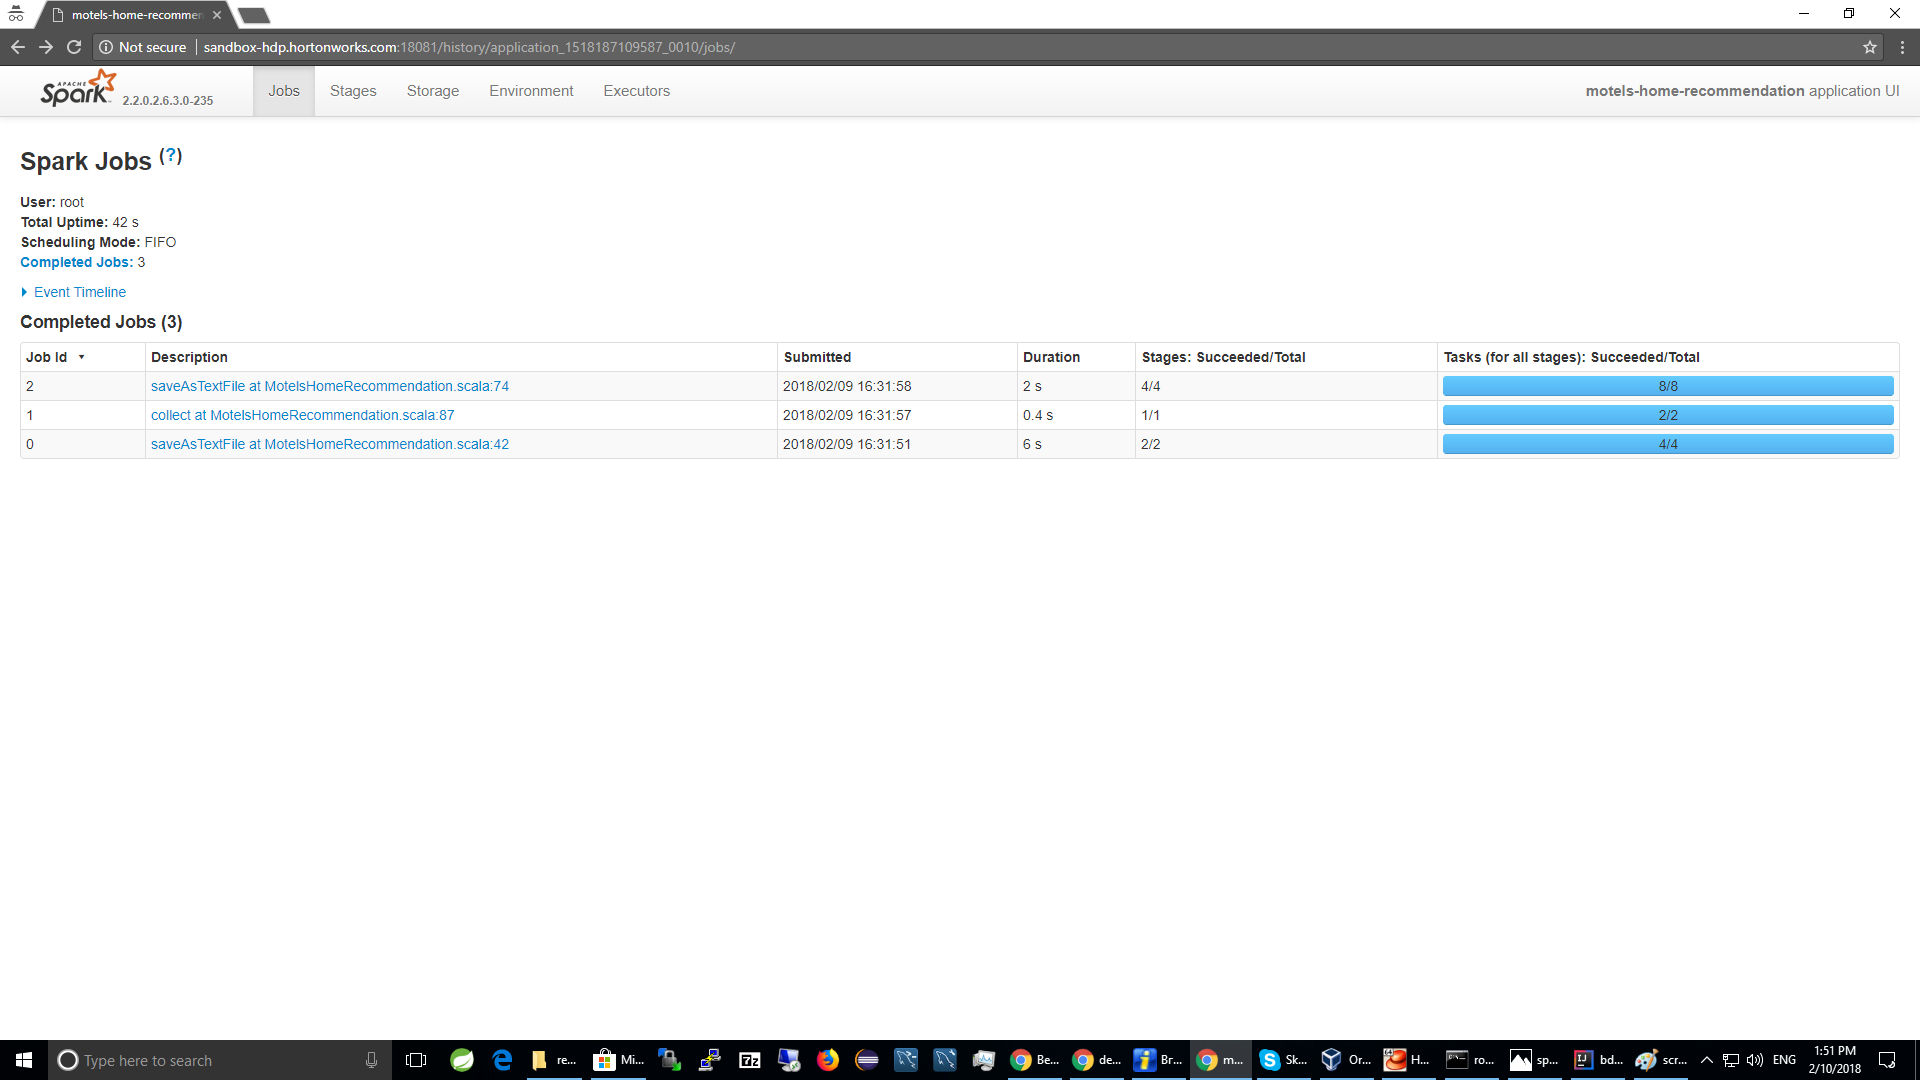 motels-home-recommen
Not secure
sandbox-hdp.hortonworks.com:18081/history/application_1518187109587_0010/jobs/
APACHE
Spark 2.2.0.2.6.3.0-235
Jobs
Stages
Storage
Environment
Executors
motels-home-recommendation application UI
Spark Jobs (?)
User: root
Total Uptime: 42 s
Scheduling Mode: FIFO
Completed Jobs: 3
Event Timeline
Completed Jobs (3)
Job Id Description Submitted Duration Stages: Succeeded/Total Tasks (for all stages): Succeeded/Total
2 saveAsTextFile at MotelsHomeRecommendation.scala:74 2018/02/09 16:31:58 2 s 4/4 8/8
1 collect at MotelsHomeRecommendation.scala:87 2018/02/09 16:31:57 0.4 s 1/1 2/2
0 saveAsTextFile at MotelsHomeRecommendation.scala:42 2018/02/09 16:31:51 6 s 2/2 4/4
Type here to search
re...
Mi...
7z
Be...
de...
Br...
m...
Sk...
Or...
H...
ro...
sp...
IJ
bd...
scr...
ENG
1:51 PM
2/10/2018